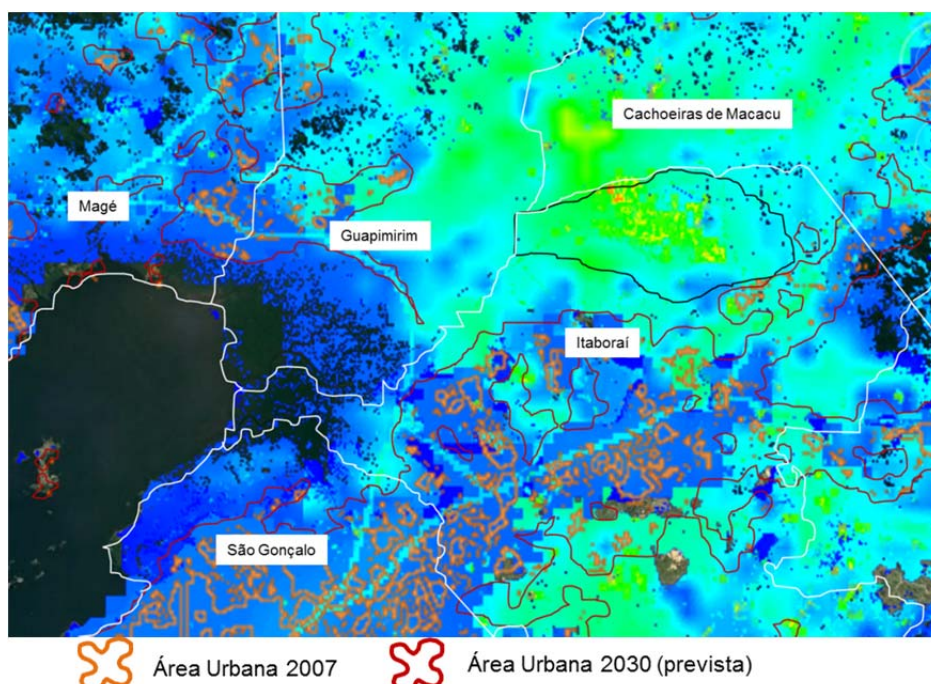 Cachoeiras de Macacu
Magé
Guapimirim
Itaboraí
São Gonçalo
Área Urbana 2007
Área Urbana 2030 (prevista)